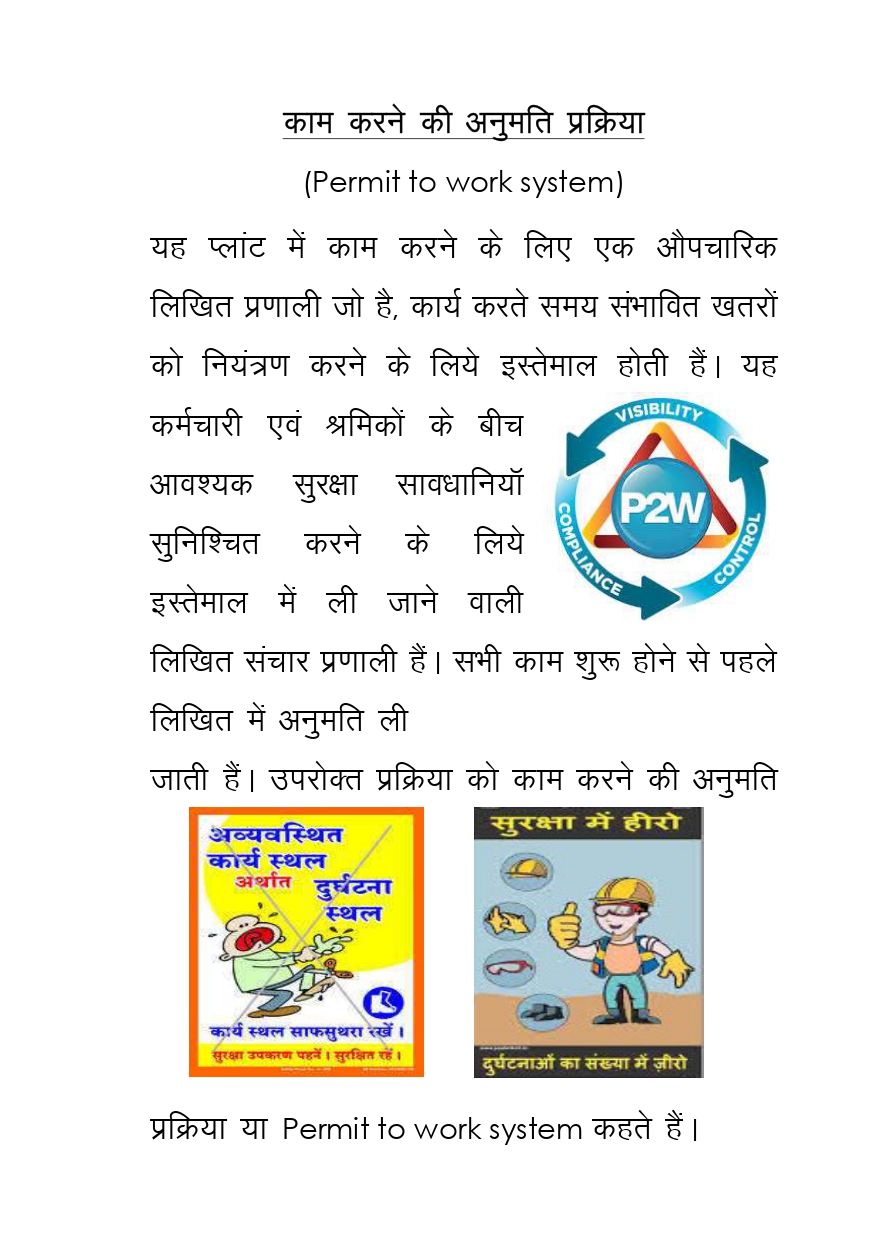 काम करने की अनुमति प्रक्रिया
(Permit to work system)
यह प्लांट में काम करने के लिए एक औपचारिक
लिखित प्रणाली जो है, कार्य करते समय संभावित खतरों
को नियंत्रण करने के लिये इस्तेमाल होती हैं। यह
कर्मचारी एवं श्रमिकों के बीच
आवश्यक सुरक्षा सावधानियॉ
सुनिश्चित करने के लिये
इस्तेमाल में ली जाने वाली
VISIBILITY
P2W
COMPLIANCE
CONTROL
लिखित संचार प्रणाली हैं। सभी काम शुरू होने से पहले
लिखित में अनुमति ली
जाती हैं। उपरोक्त प्रक्रिया को काम करने की अनुमति
अव्यवस्थित
कार्य स्थल
अर्थात दुर्घटना
स्थल
कार्य स्थल साफसुथरा रखें।
सुरक्षा उपकरण पहनें। सुरक्षित रहें।
सुरक्षा में हीरो
दुर्घटनाओं का संख्या में ज़ीरो
प्रक्रिया या Permit to work system कहते हैं।